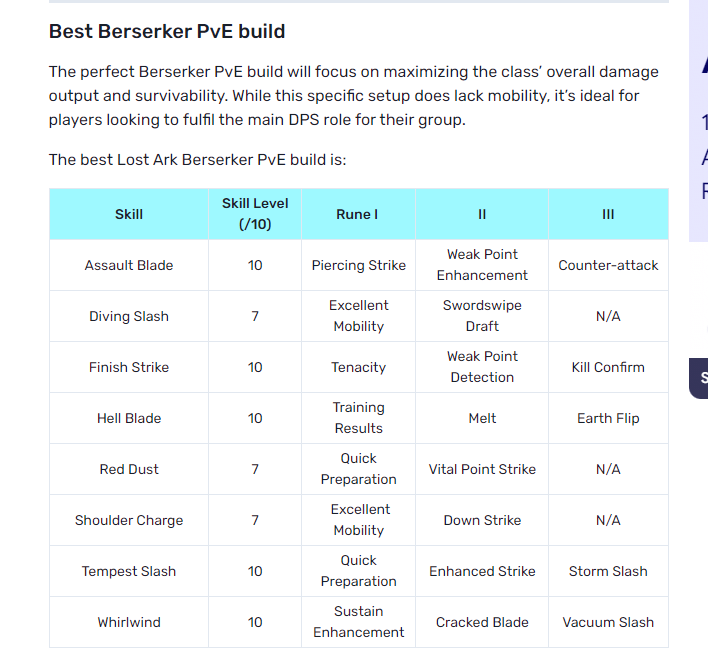 Best Berserker PvE build
The perfect Berserker PvE build will focus on maximizing the class’ overall damage
output and survivability. While this specific setup does lack mobility, it’s ideal for
players looking to fulfil the main DPS role for their group.
The best Lost Ark Berserker PvE build is:
Skill Skill Level (/10) Rune I II III
Assault Blade 10 Piercing Strike Weak Point Enhancement Counter-attack
Diving Slash 7 Excellent Mobility Swordswipe Draft N/A
Finish Strike 10 Tenacity Weak Point Detection Kill Confirm
Hell Blade 10 Training Results Melt Earth Flip
Red Dust 7 Quick Preparation Vital Point Strike N/A
Shoulder Charge 7 Excellent Mobility Down Strike N/A
Tempest Slash 10 Quick Preparation Enhanced Strike Storm Slash
Whirlwind 10 Sustain Enhancement Cracked Blade Vacuum Slash